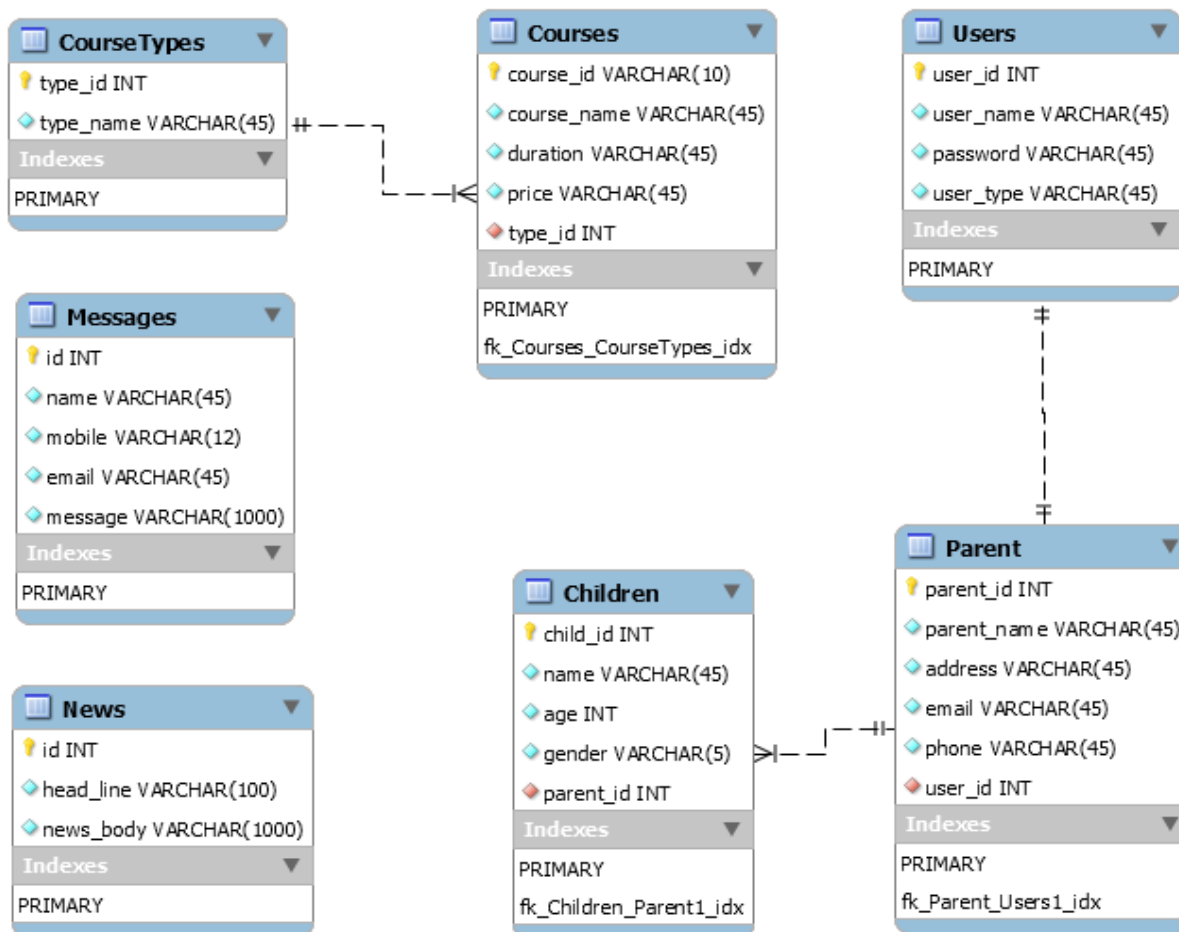 CourseTypes
type_id INT
type_name VARCHAR(45)
Indexes
PRIMARY
Courses
course_id VARCHAR(10)
course_name VARCHAR(45)
duration VARCHAR(45)
price VARCHAR(45)
type_id INT
Indexes
PRIMARY
fk_Courses_CourseTypes_idx
Users
user_id INT
user_name VARCHAR(45)
password VARCHAR(45)
user_type VARCHAR(45)
Indexes
PRIMARY
Messages
id INT
name VARCHAR(45)
mobile VARCHAR(12)
email VARCHAR(45)
message VARCHAR(1000)
Indexes
PRIMARY
News
id INT
head_line VARCHAR(100)
news_body VARCHAR(1000)
Indexes
PRIMARY
Children
child_id INT
name VARCHAR(45)
age INT
gender VARCHAR(5)
parent_id INT
Indexes
PRIMARY
fk_Children_Parent1_idx
Parent
parent_id INT
parent_name VARCHAR(45)
address VARCHAR(45)
email VARCHAR(45)
phone VARCHAR(45)
user_id INT
Indexes
PRIMARY
fk_Parent_Users1_idx